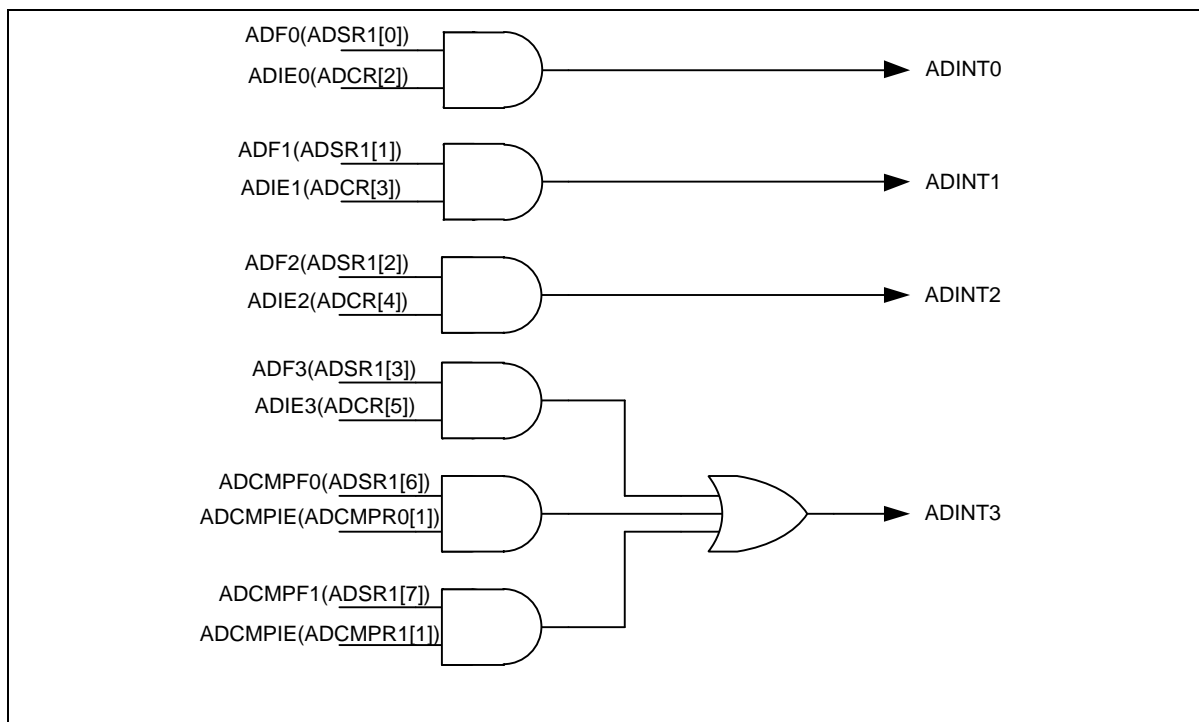 ADF0(ADSR1[0])
ADIE0(ADCR[2])
ADINT0
ADF1(ADSR1[1])
ADIE1(ADCR[3])
ADINT1
ADF2(ADSR1[2])
ADIE2(ADCR[4])
ADINT2
ADF3(ADSR1[3])
ADIE3(ADCR[5])
ADCMPF0(ADSR1[6])
ADCMPIE(ADCMPR0[1])
ADINT3
ADCMPF1(ADSR1[7])
ADCMPIE(ADCMPR1[1])